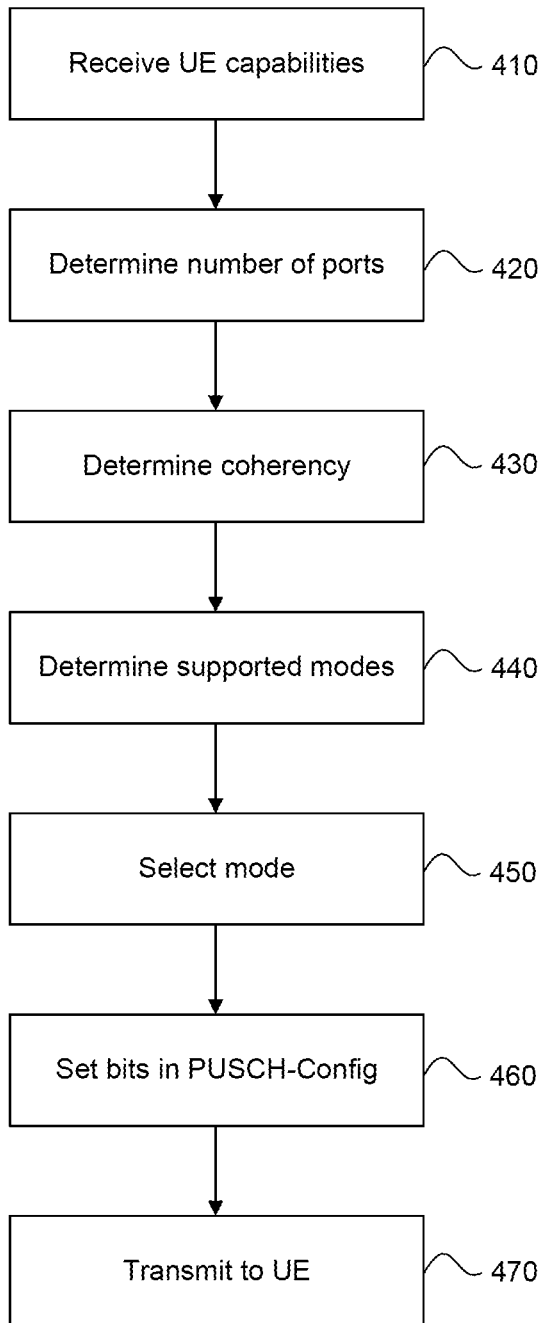 Receive UE capabilities 410
Determine number of ports 420
Determine coherency 430
Determine supported modes 440
Select mode 450
Set bits in PUSCH-Config 460
Transmit to UE 470